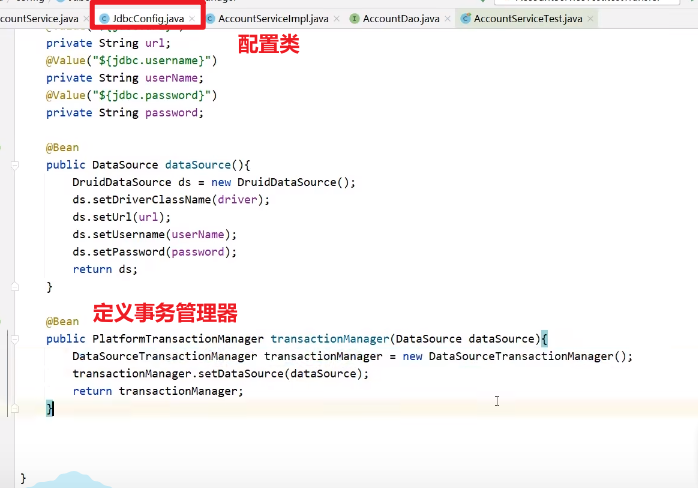 countService.java JdbcConfig.java AccountServiceImpl.java AccountDao.java AccountServiceTest.java
配置类
private String url;
@Value("${jdbc.username}")
private String userName;
@Value("${jdbc.password}")
private String password;
@Bean
public DataSource dataSource(){
DruidDataSource ds = new DruidDataSource();
ds.setDriverClassName(driver);
ds.setUrl(url);
ds.setUsername(userName);
ds.setPassword(password);
return ds;
}
定义事务管理器
@Bean
public PlatformTransactionManager transactionManager(DataSource dataSource){
DataSourceTransactionManager transactionManager = new DataSourceTransactionManager();
transactionManager.setDataSource(dataSource);
return transactionManager;
}
}